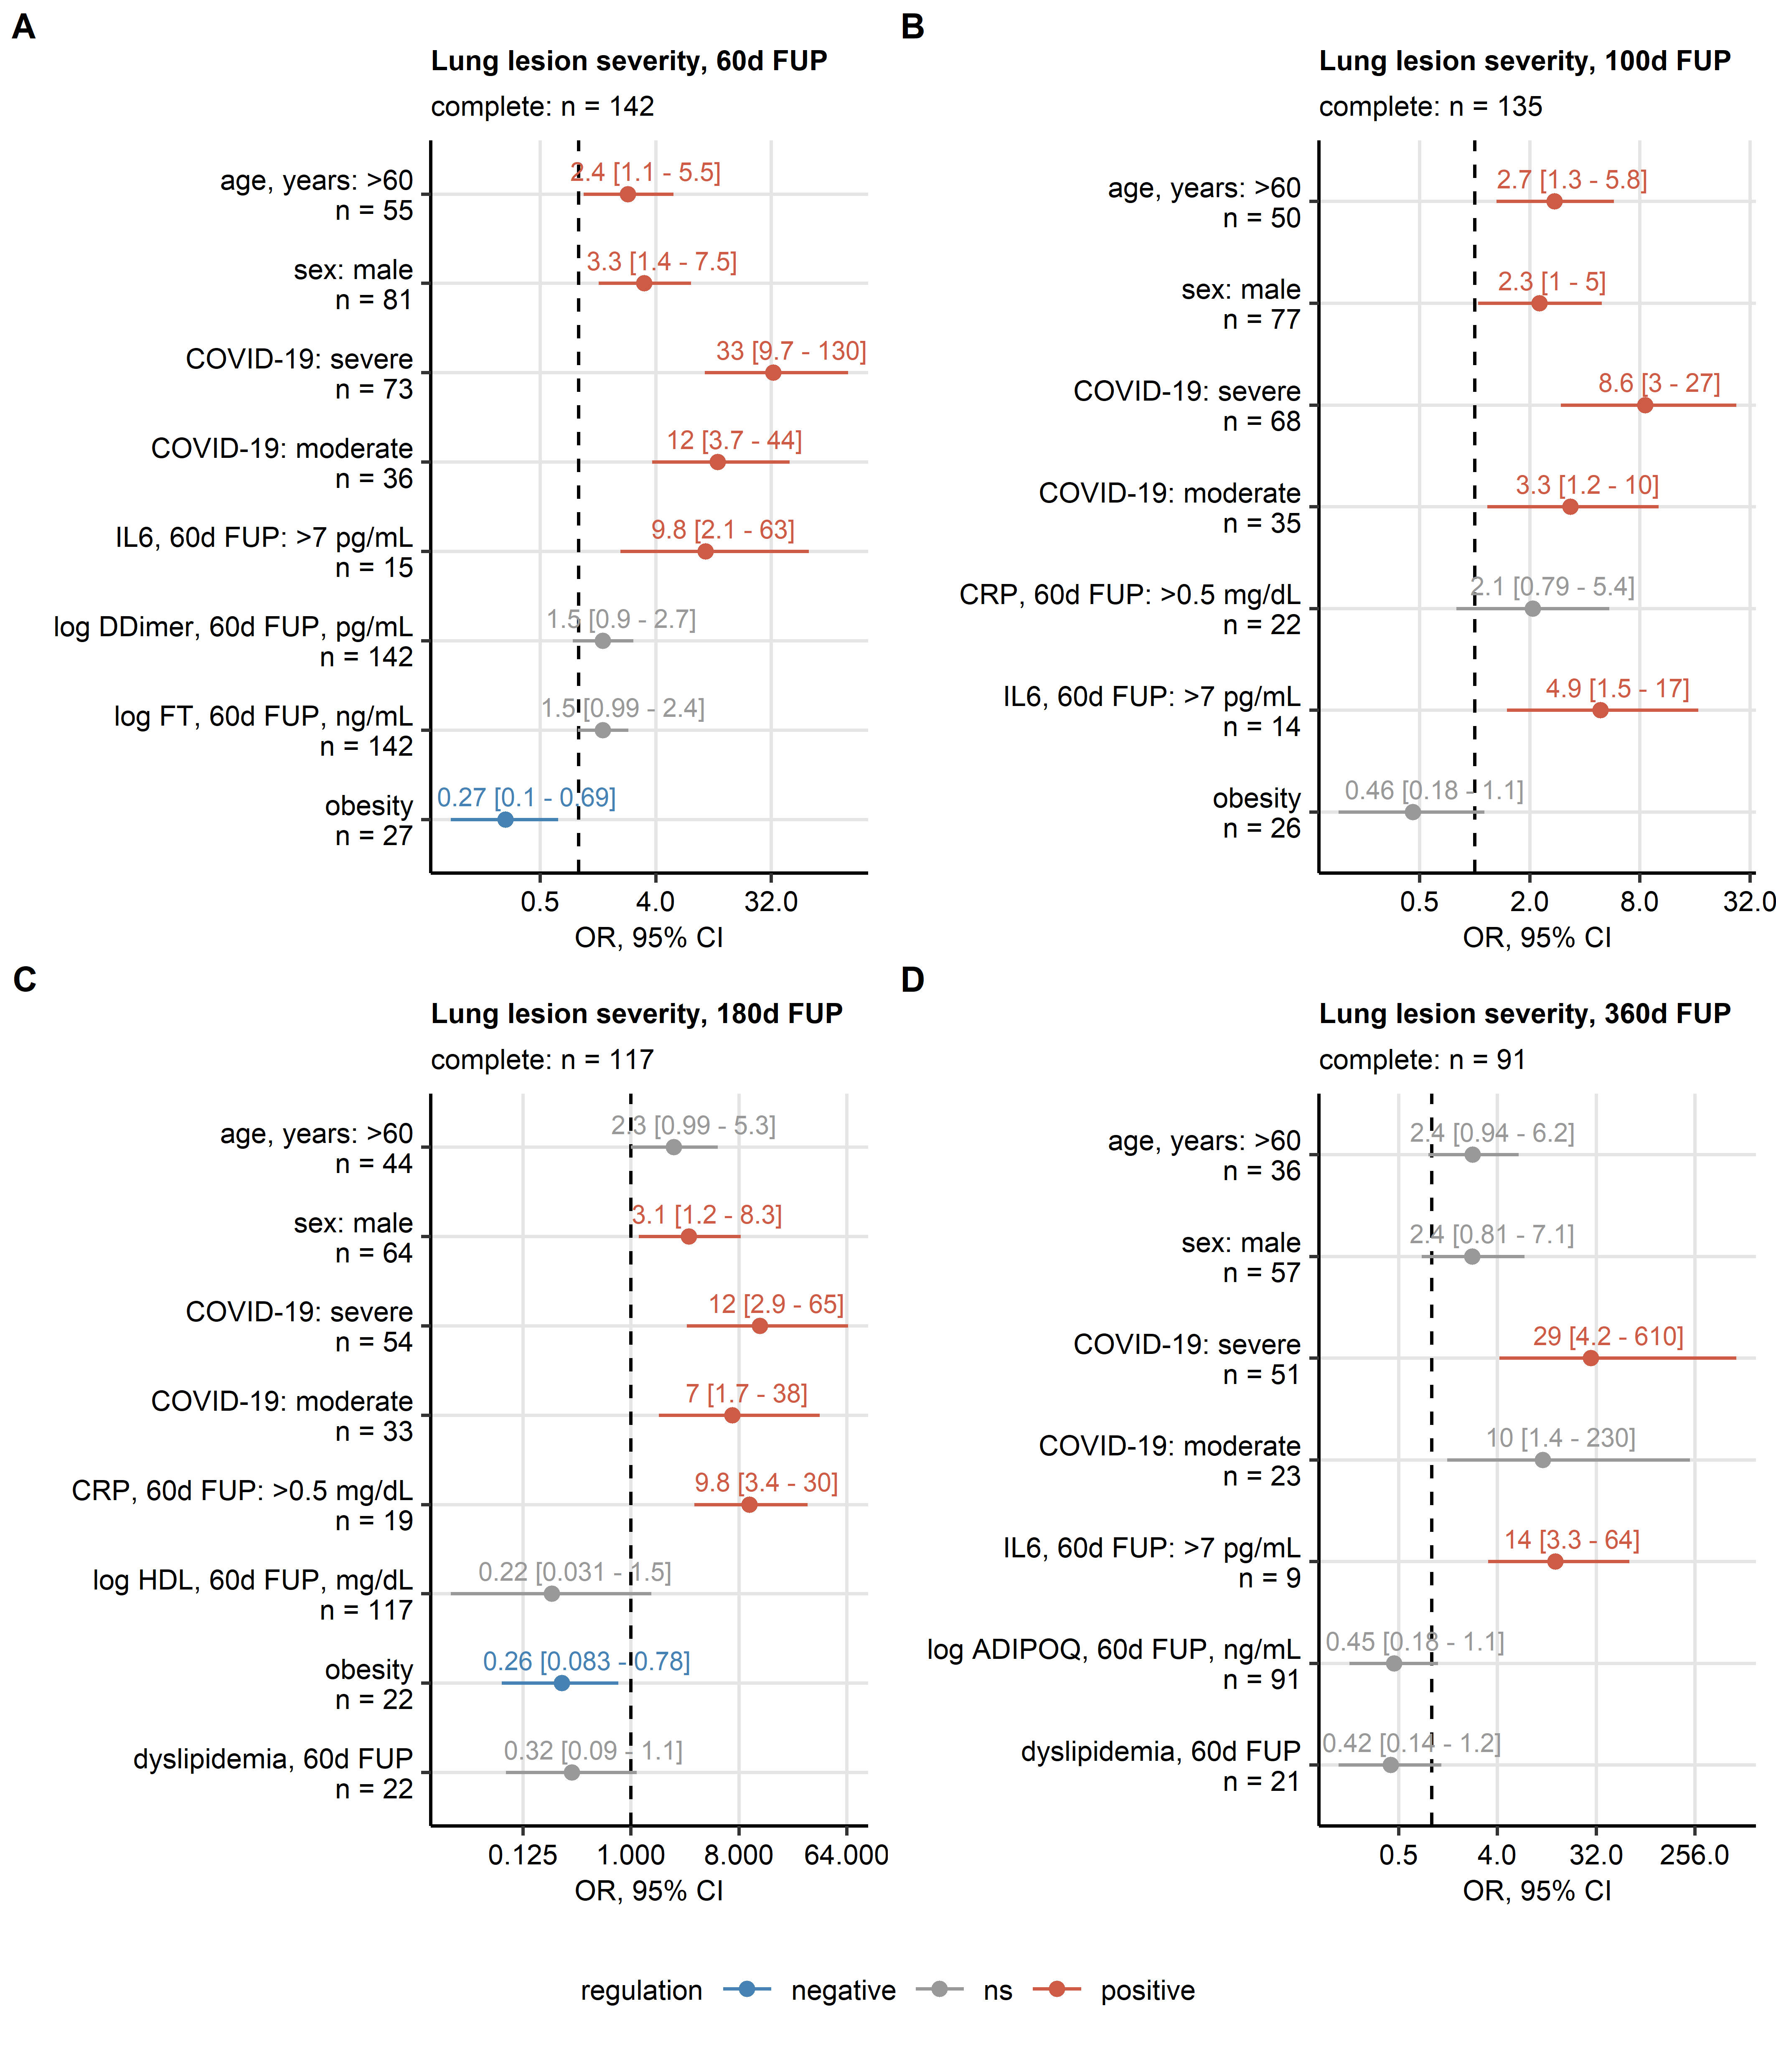 A
Lung lesion severity, 60d FUP
complete: n = 142
age, years: >60
n = 55
2.4 [1.1 - 5.5]
sex: male
n = 81
3.3 [1.4 - 7.5]
COVID-19: severe
n = 73
33 [9.7 - 130]
COVID-19: moderate
n = 36
12 [3.7 - 44]
IL6, 60d FUP: >7 pg/mL
n = 15
9.8 [2.1 - 63]
log DDimer, 60d FUP, pg/mL
n = 142
1.5 [0.9 - 2.7]
log FT, 60d FUP, ng/mL
n = 142
1.5 [0.99 - 2.4]
obesity
n = 27
0.27 [0.1 - 0.69]
0.5 4.0 32.0
OR, 95% CI
B
Lung lesion severity, 100d FUP
complete: n = 135
age, years: >60
n = 50
2.7 [1.3 - 5.8]
sex: male
n = 77
2.3 [1 - 5]
COVID-19: severe
n = 68
8.6 [3 - 27]
COVID-19: moderate
n = 35
3.3 [1.2 - 10]
CRP, 60d FUP: >0.5 mg/dL
n = 22
2.1 [0.79 - 5.4]
IL6, 60d FUP: >7 pg/mL
n = 14
4.9 [1.5 - 17]
obesity
n = 26
0.46 [0.18 - 1.1]
0.5 2.0 8.0 32.0
OR, 95% CI
C
Lung lesion severity, 180d FUP
complete: n = 117
age, years: >60
n = 44
2.3 [0.99 - 5.3]
sex: male
n = 64
3.1 [1.2 - 8.3]
COVID-19: severe
n = 54
12 [2.9 - 65]
COVID-19: moderate
n = 33
7 [1.7 - 38]
CRP, 60d FUP: >0.5 mg/dL
n = 19
9.8 [3.4 - 30]
log HDL, 60d FUP, mg/dL
n = 117
0.22 [0.031 - 1.5]
obesity
n = 22
0.26 [0.083 - 0.78]
dyslipidemia, 60d FUP
n = 22
0.32 [0.09 - 1.1]
0.125 1.000 8.000 64.000
OR, 95% CI
D
Lung lesion severity, 360d FUP
complete: n = 91
age, years: >60
n = 36
2.4 [0.94 - 6.2]
sex: male
n = 57
2.4 [0.81 - 7.1]
COVID-19: severe
n = 51
29 [4.2 - 610]
COVID-19: moderate
n = 23
10 [1.4 - 230]
IL6, 60d FUP: >7 pg/mL
n = 9
14 [3.3 - 64]
log ADIPOQ, 60d FUP, ng/mL
n = 91
0.45 [0.18 - 1.1]
dyslipidemia, 60d FUP
n = 21
0.42 [0.14 - 1.2]
0.5 4.0 32.0 256.0
OR, 95% CI
regulation negative ns positive